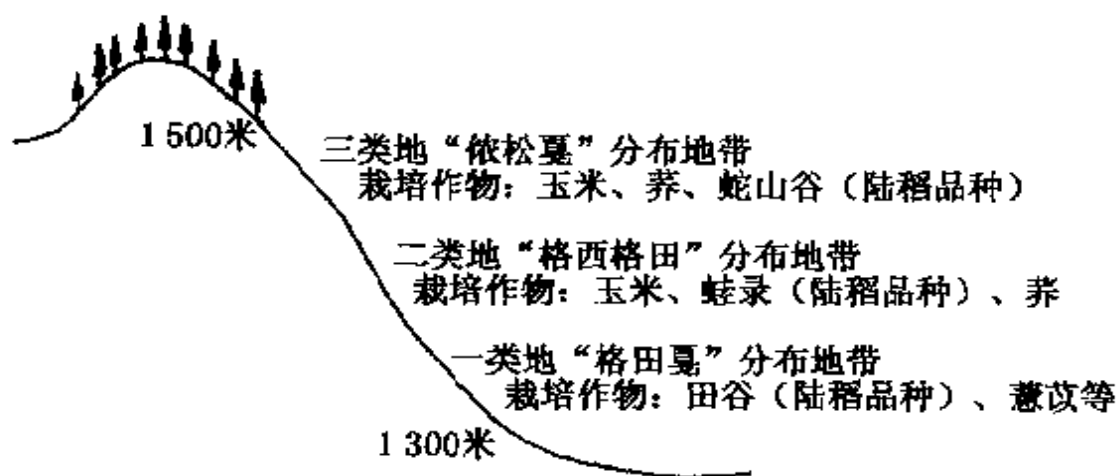 1 500米
三类地“依松戛”分布地带
栽培作物：玉米、荞、蛇山谷（陆稻品种）
二类地“格西格田”分布地带
栽培作物：玉米、蛙录（陆稻品种）、荞
一类地“格田戛”分布地带
栽培作物：田谷（陆稻品种）、薏苡等
1 300米